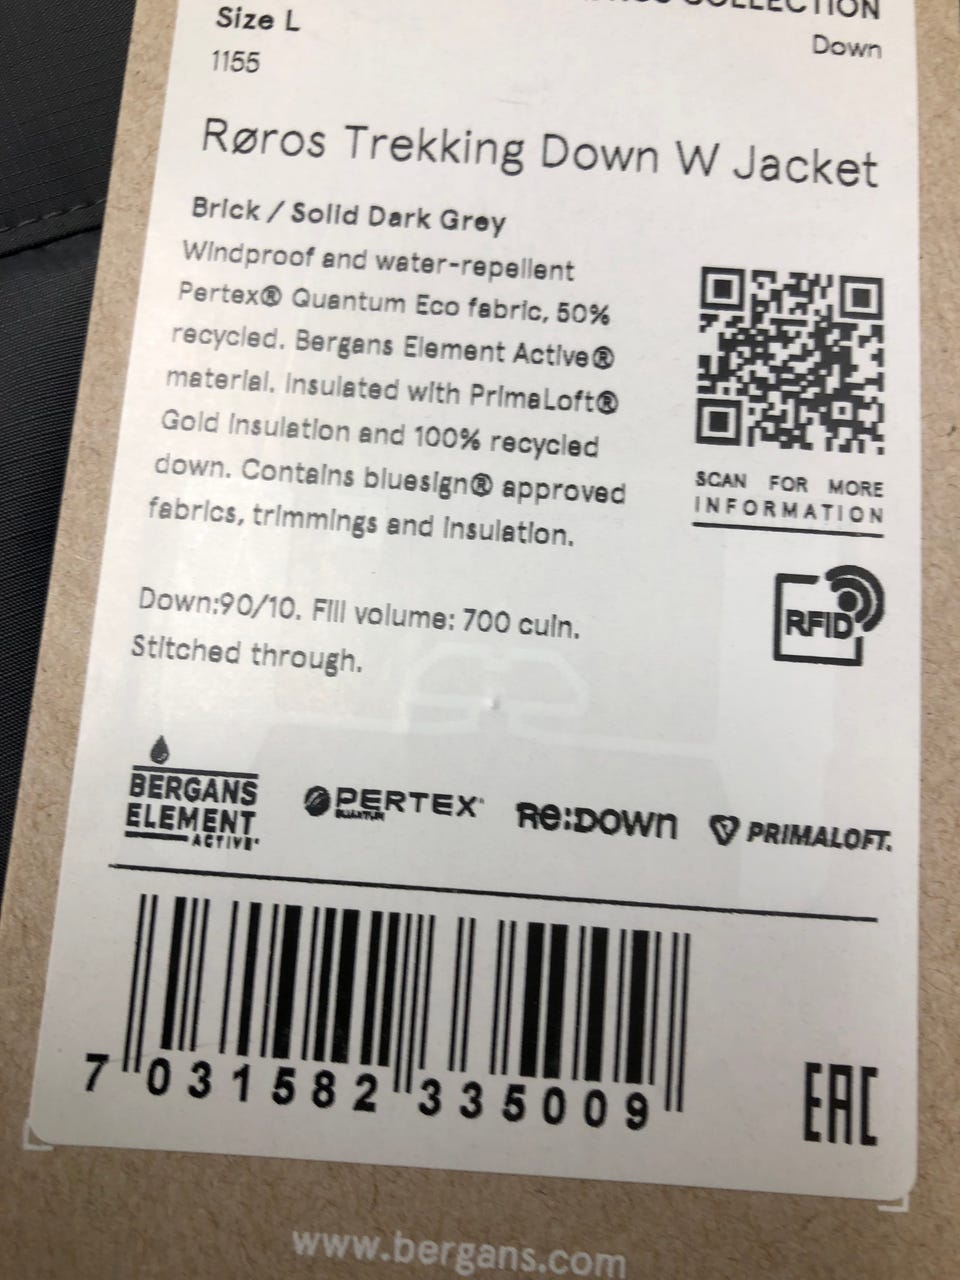 Size L
COLLECTION
Down
1155
Røros Trekking Down W Jacket
Brick / Solid Dark Grey
Windproof and water-repellent
Pertex® Quantum Eco fabric, 50%
recycled. Bergans Element Active®
material. Insulated with PrimaLoft®
Gold insulation and 100% recycled
down. Contains bluesign® approved
fabrics, trimmings and insulation.
SCAN FOR MORE
INFORMATION
RFID
Down:90/10. Fill volume: 700 cuin.
Stitched through.
BERGANS
ELEMENT
ACTIVE
PERTEX
QUANTUM
RE:DOWN
PRIMALOFT.
7 031582 335009
EAC
www.bergans.com